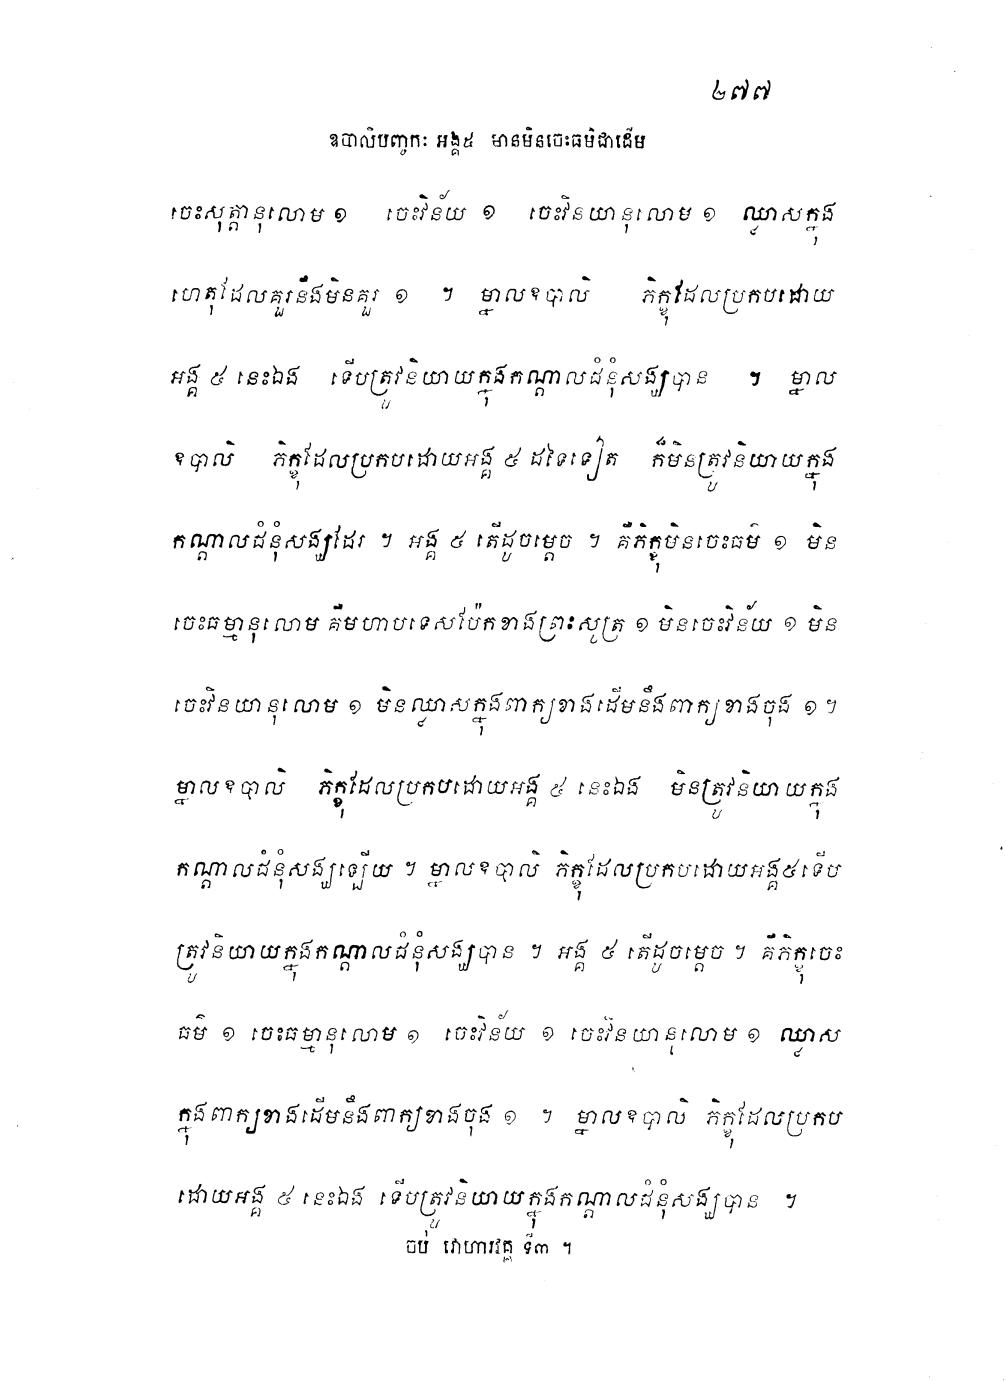 ២៧៧
ឧបាលិបញ្ចកៈ អង្គ៥ មានមិនចេះធម៌ជាដើម
ចេះសុត្តានុលោម ១ ចេះវិន័យ ១ ចេះវិនយានុលោម ១ ឈ្លាសក្នុង
ហេតុដែលគួរនឹងមិនគួរ ១ ។ ម្នាលឧបាលិ ភិក្ខុដែលប្រកបដោយ
អង្គ ៥ នេះឯង ទើបត្រូវនិយាយក្នុងកណ្តាលជំនុំសង្ឃបាន ។ ម្នាល
ឧបាលិ ភិក្ខុដែលប្រកបដោយអង្គ ៥ ដទៃទៀត ក៏មិនត្រូវនិយាយក្នុង
កណ្តាលជំនុំសង្ឃដែរ ។ អង្គ ៥ តើដូចម្តេច ។ គឺភិក្ខុមិនចេះធម៌ ១ មិន
ចេះធម្មានុលោម គឺមហាបទេសប៉ែកខាងព្រះសូត្រ ១ មិនចេះវិន័យ ១ មិន
ចេះវិនយានុលោម ១ មិនឈ្លាសក្នុងពាក្យខាងដើមនឹងពាក្យខាងចុង ១ ។
ម្នាលឧបាលិ ភិក្ខុដែលប្រកបដោយអង្គ ៥ នេះឯង មិនត្រូវនិយាយក្នុង
កណ្តាលជំនុំសង្ឃឡើយ ។ ម្នាលឧបាលិ ភិក្ខុដែលប្រកបដោយអង្គ៥ទើប
ត្រូវនិយាយក្នុងកណ្តាលជំនុំសង្ឃបាន ។ អង្គ ៥ តើដូចម្តេច ។ គឺភិក្ខុចេះ
ធម៌ ១ ចេះធម្មានុលោម ១ ចេះវិន័យ ១ ចេះវិនយានុលោម ១ ឈ្លាស
ក្នុងពាក្យខាងដើមនឹងពាក្យខាងចុង ១ ។ ម្នាលឧបាលិ ភិក្ខុដែលប្រកប
ដោយអង្គ ៥ នេះឯង ទើបត្រូវនិយាយក្នុងកណ្តាលជំនុំសង្ឃបាន ។
ចប់ វោហារវគ្គ ទី៣ ។